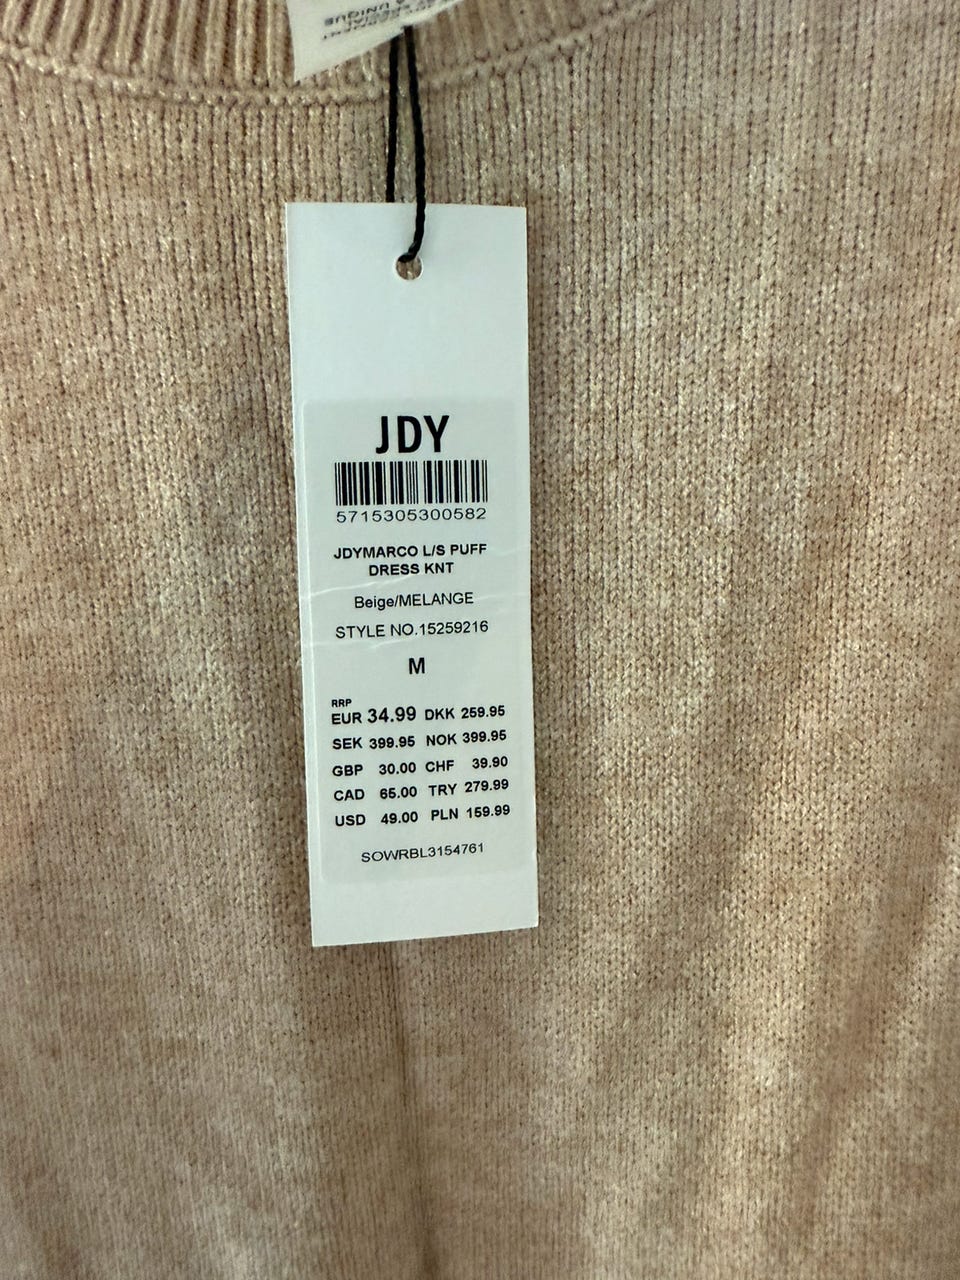 A UNIQUE
JDY
5715305300582
JDYMARCO L/S PUFF
DRESS KNT
Beige/MELANGE
STYLE NO.15259216
M
RRP
EUR 34.99 DKK 259.95
SEK 399.95 NOK 399.95
GBP 30.00 CHF 39.90
CAD 65.00 TRY 279.99
USD 49.00 PLN 159.99
SOWRBL3154761